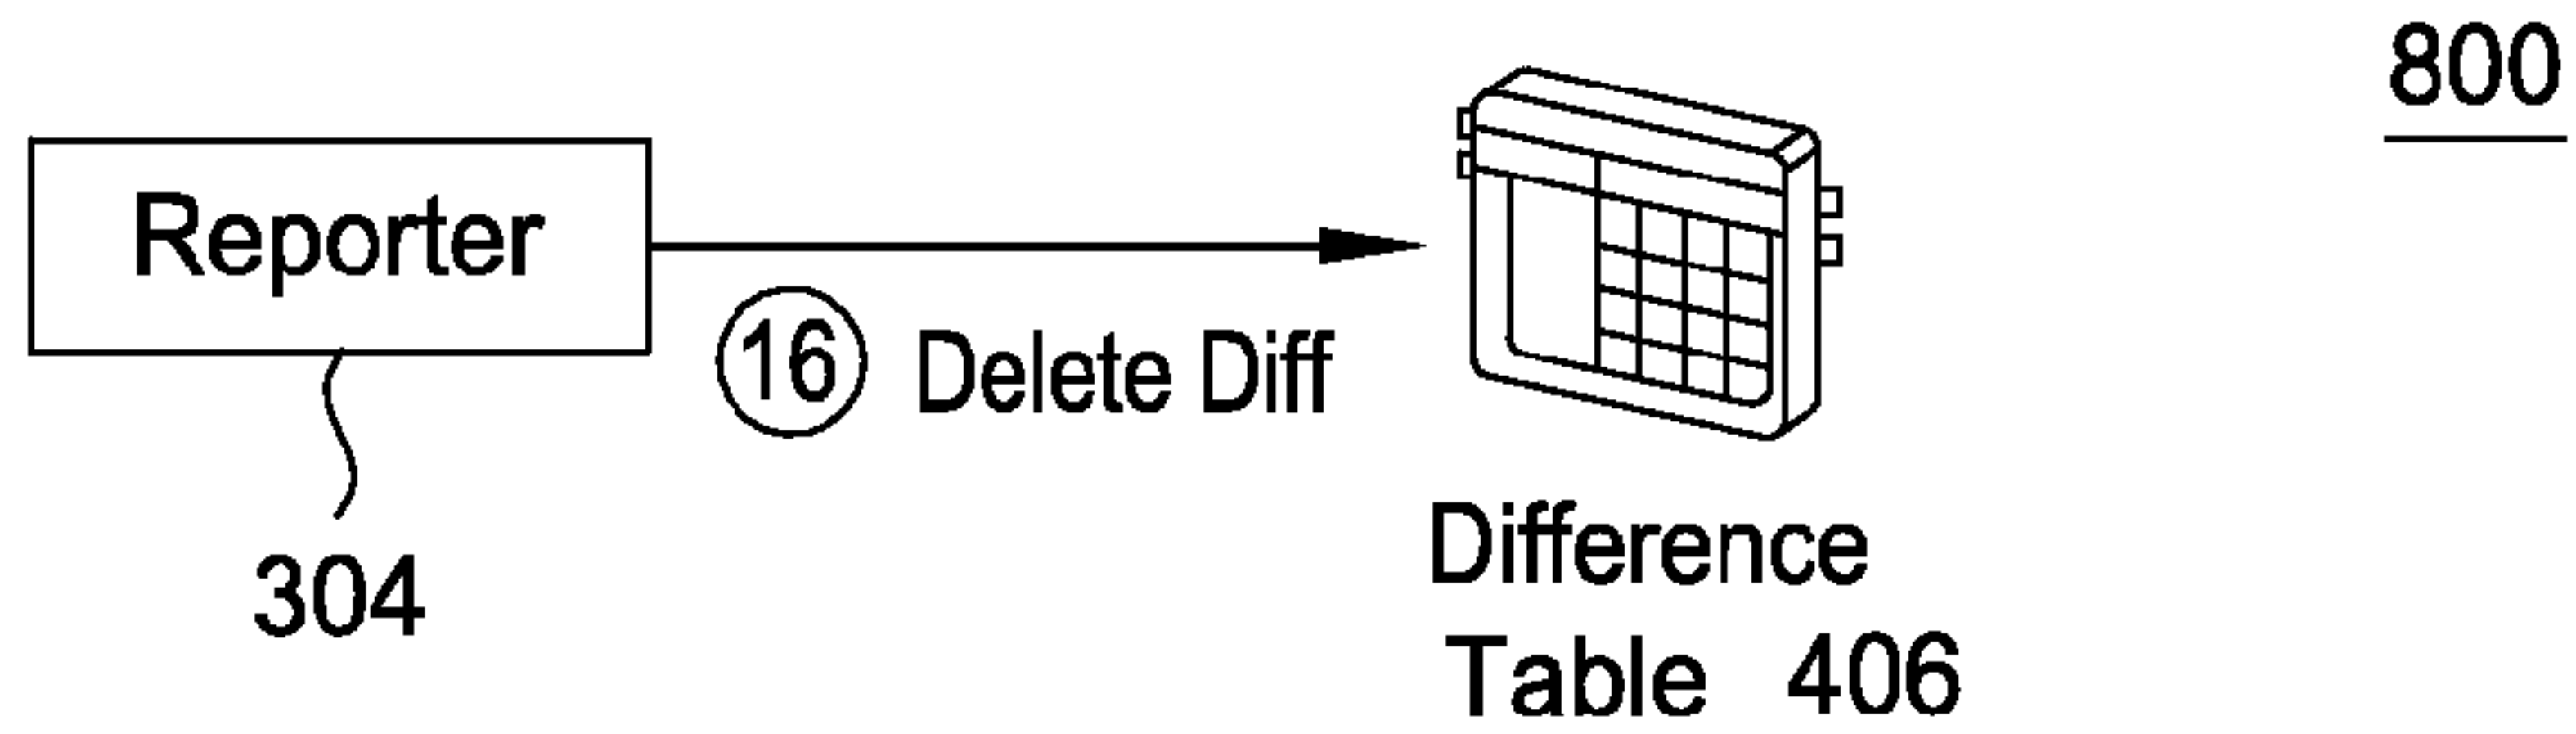 800
Reporter
16 Delete Diff
304
Difference
Table 406